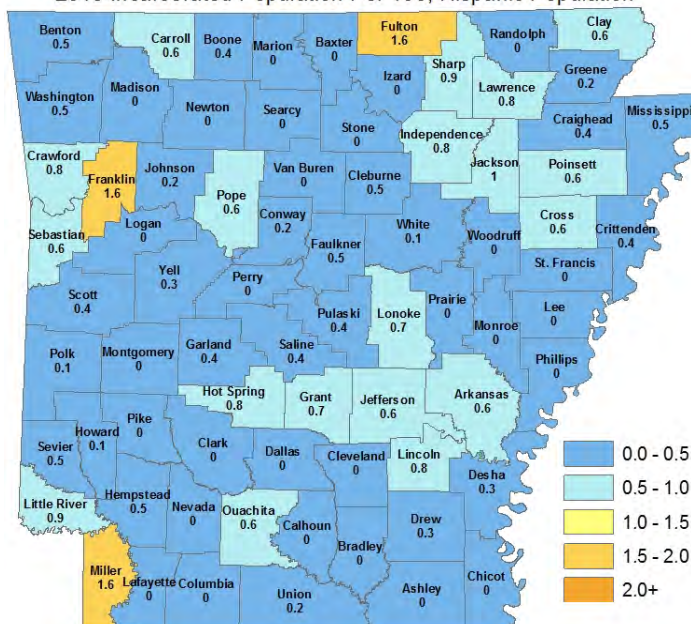 Benton
0.5
Carroll
0.6
Boone
0.4
Marion
0
Baxter
0
Fulton
1.6
Randolph
0
Clay
0.6
Izard
0
Sharp
0.9
Lawrence
0.8
Greene
0.2
Washington
0.5
Madison
0
Newton
0
Searcy
0
Stone
0
Independence
0.8
Craighead
0.4
Mississippi
0.5
Crawford
0.8
Franklin
1.6
Johnson
0.2
Pope
0.6
Van Buren
0
Cleburne
0.5
Jackson
1
Poinsett
0.6
Sebastian
0.6
Logan
0
Conway
0.2
Faulkner
0.5
White
0.1
Woodruff
0
Cross
0.6
Crittenden
0.4
St. Francis
0
Scott
0.4
Yell
0.3
Perry
0
Pulaski
0.4
Lonoke
0.7
Prairie
0
Monroe
0
Lee
0
Phillips
0
Polk
0.1
Montgomery
0
Garland
0.4
Saline
0.4
Hot Spring
0.8
Grant
0.7
Jefferson
0.6
Arkansas
0.6
Sevier
0.5
Howard
0.1
Pike
0
Clark
0
Dallas
0
Cleveland
0
Lincoln
0.8
Desha
0.3
Little River
0.9
Hempstead
0.5
Nevada
0
Ouachita
0.6
Calhoun
0
Bradley
0
Drew
0.3
Miller
1.6
Lafayette
0
Columbia
0
Union
0.2
Ashley
0
Chicot
0
0.0 - 0.5
0.5 - 1.0
1.0 - 1.5
1.5 - 2.0
2.0+